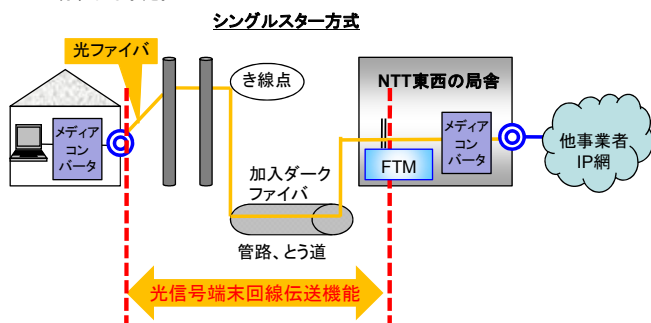 シングルスター方式
光ファイバ
き線点
NTT東西の局舎
メディア
コン
バータ
メディア
コン
バータ
FTM
他事業者
IP網
加入ダーク
ファイバ
管路、とう道
光信号端末回線伝送機能